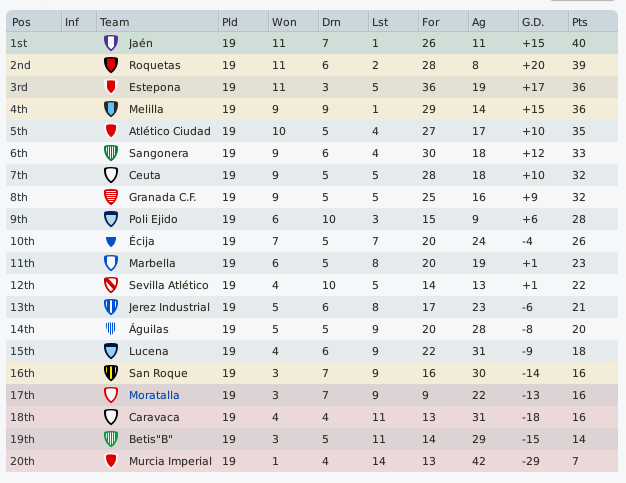 Pos Inf Team Pld Won Drn Lst For Ag G.D. Pts
1st Jaén 19 11 7 1 26 11 +15 40
2nd Roquetas 19 11 6 2 28 8 +20 39
3rd Estepona 19 11 3 5 36 19 +17 36
4th Melilla 19 9 9 1 29 14 +15 36
5th Atlético Ciudad 19 10 5 4 27 17 +10 35
6th Sangonera 19 9 6 4 30 18 +12 33
7th Ceuta 19 9 5 5 28 18 +10 32
8th Granada C.F. 19 9 5 5 25 16 +9 32
9th Poli Ejido 19 6 10 3 15 9 +6 28
10th Écija 19 7 5 7 20 24 -4 26
11th Marbella 19 6 5 8 20 19 +1 23
12th Sevilla Atlético 19 4 10 5 14 13 +1 22
13th Jerez Industrial 19 5 6 8 17 23 -6 21
14th Águilas 19 5 5 9 20 28 -8 20
15th Lucena 19 4 6 9 22 31 -9 18
16th San Roque 19 3 7 9 16 30 -14 16
17th Moratalla 19 3 7 9 9 22 -13 16
18th Caravaca 19 4 4 11 13 31 -18 16
19th Betis"B" 19 3 5 11 14 29 -15 14
20th Murcia Imperial 19 1 4 14 13 42 -29 7